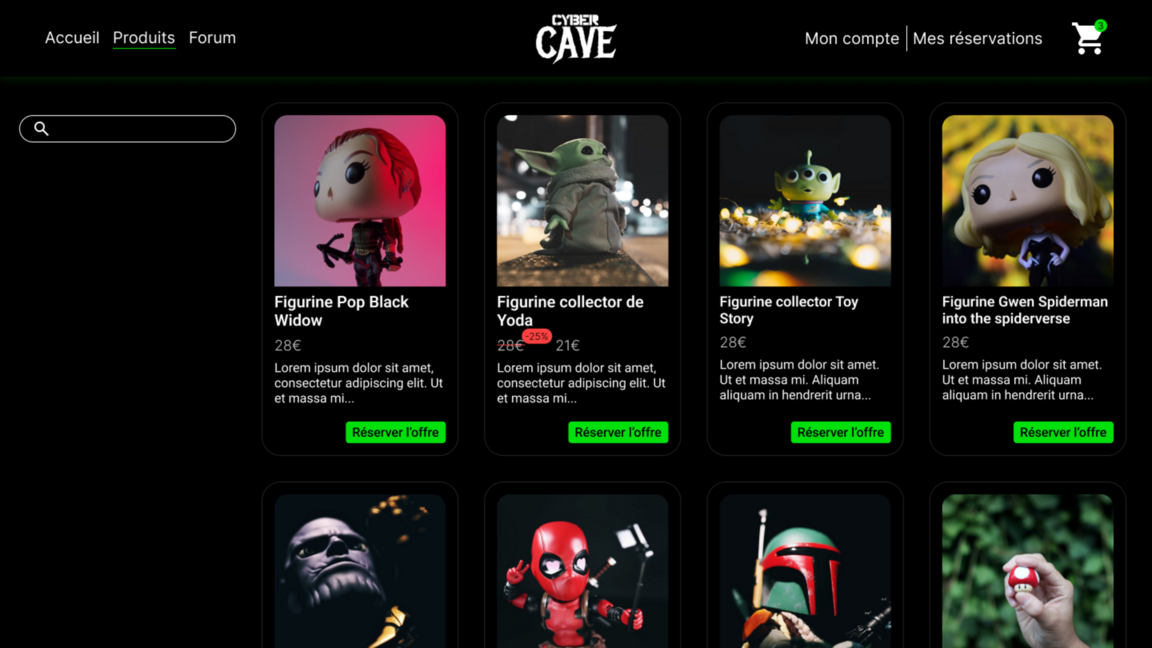 Accueil Produits Forum
CYBER
CAVE
Mon compte Mes réservations
3
Figurine Pop Black
Widow
28€
Lorem ipsum dolor sit amet,
consectetur adipiscing elit. Ut
et massa mi...
Réserver l'offre
Figurine collector de
Yoda
28€ -25% 21€
Lorem ipsum dolor sit amet,
consectetur adipiscing elit. Ut
et massa mi...
Réserver l'offre
Figurine collector Toy
Story
28€
Lorem ipsum dolor sit amet.
Ut et massa mi. Aliquam
aliquam in hendrerit urna...
Réserver l'offre
Figurine Gwen Spiderman
into the spiderverse
28€
Lorem ipsum dolor sit amet.
Ut et massa mi. Aliquam
aliquam in hendrerit urna...
Réserver l'offre